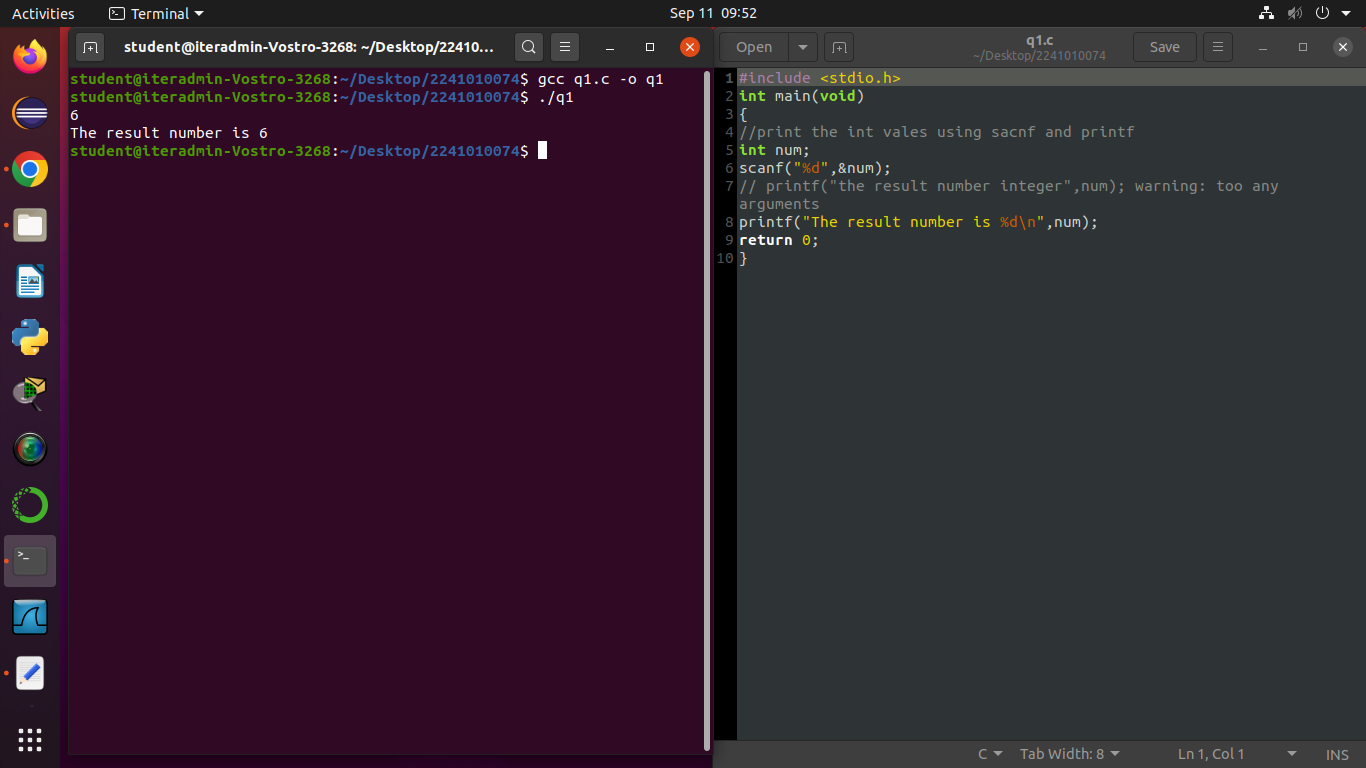 Activities
Terminal
Sep 11 09:52
student@iteradmin-Vostro-3268: ~/Desktop/22410...
student@iteradmin-Vostro-3268:~/Desktop/2241010074$ gcc q1.c -o q1
student@iteradmin-Vostro-3268:~/Desktop/2241010074$ ./q1
6
The result number is 6
student@iteradmin-Vostro-3268:~/Desktop/2241010074$
Open
q1.c
~/Desktop/2241010074
Save
1 #include <stdio.h>
2 int main(void)
3 {
4 //print the int vales using sacnf and printf
5 int num;
6 scanf("%d",&num);
7 // printf("the result number integer",num); warning: too any
arguments
8 printf("The result number is %d\n",num);
9 return 0;
10 }
C
Tab Width: 8
Ln 1, Col 1
INS